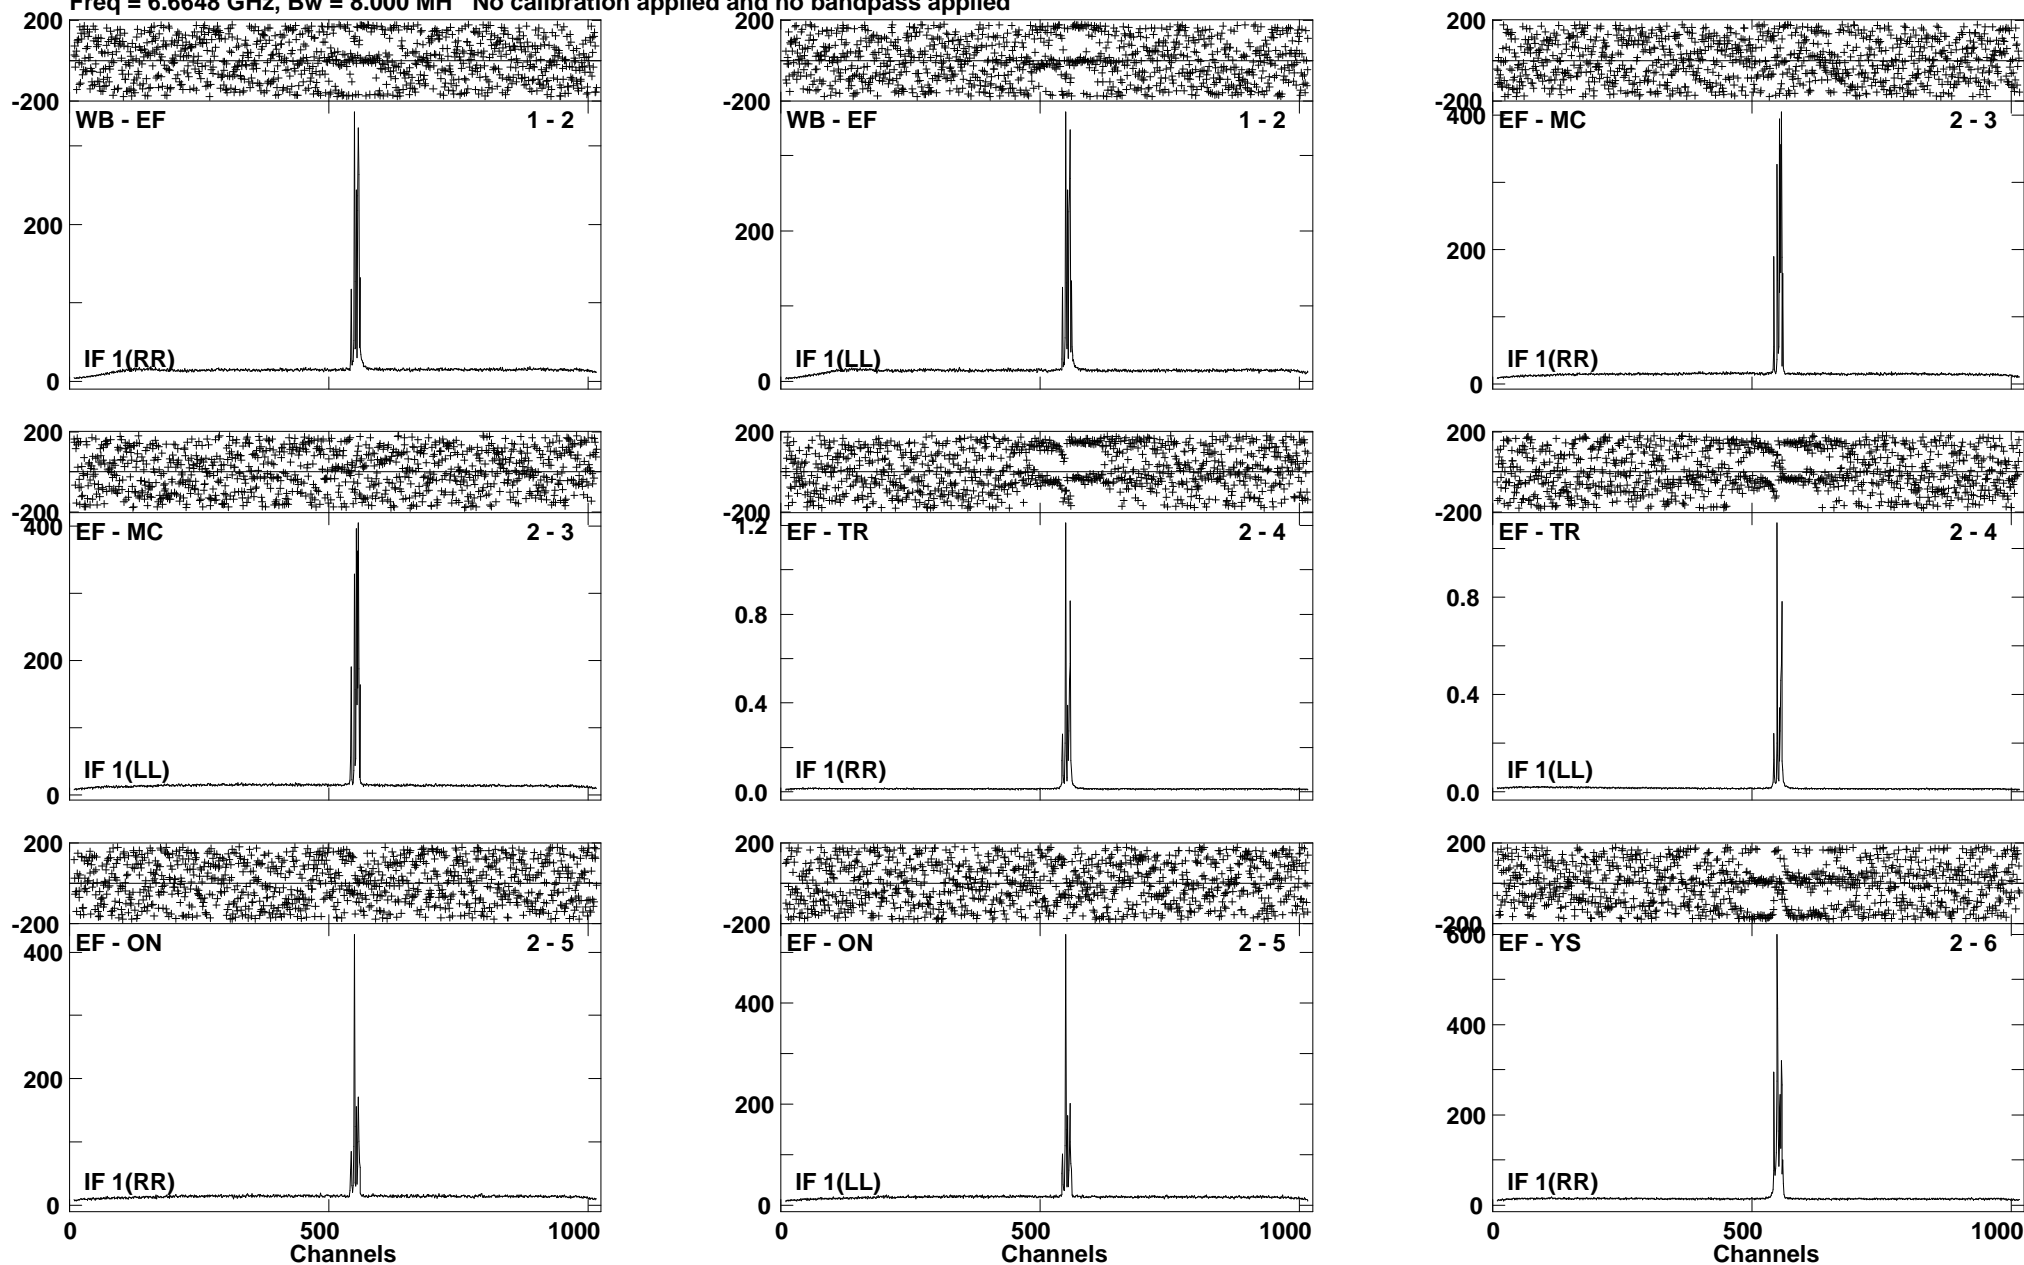 Freq = 6.6648 GHz, Bw = 8.000 MH   No calibration applied and no bandpass applied
200
-200
WB - EF 1 - 2
200
IF 1(RR)
0
200
-200
WB - EF 1 - 2
200
IF 1(LL)
0
200
-200
400
EF - MC 2 - 3
200
IF 1(RR)
0
200
-200
400
EF - MC 2 - 3
200
IF 1(LL)
0
200
-200
1.2
EF - TR 2 - 4
0.8
0.4
IF 1(RR)
0.0
200
-200
EF - TR 2 - 4
0.8
0.4
IF 1(LL)
0.0
200
-200
EF - ON 2 - 5
400
200
IF 1(RR)
0
0 500 1000
Channels
200
-200
EF - ON 2 - 5
400
200
IF 1(LL)
0
0 500 1000
Channels
200
-200
600
EF - YS 2 - 6
400
200
IF 1(RR)
0
0 500 1000
Channels